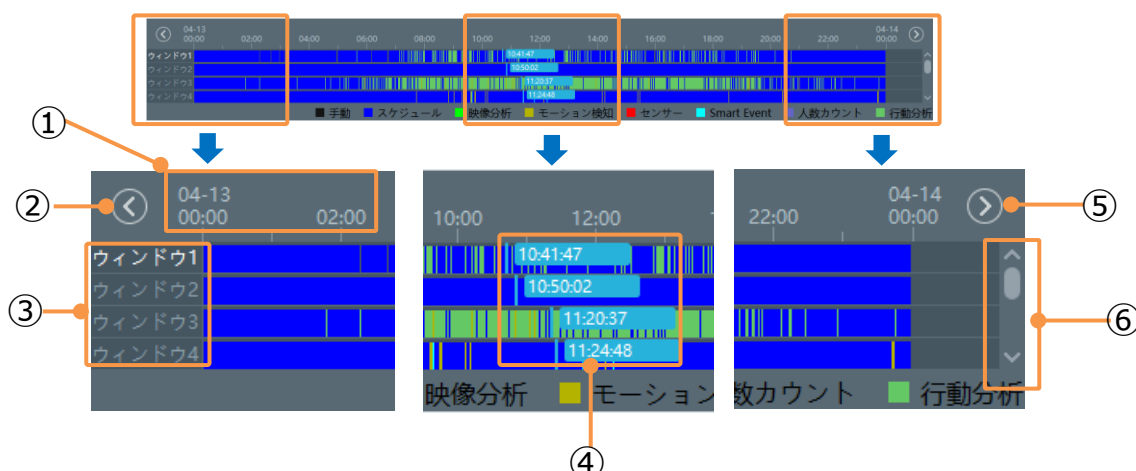 04-13
00:00 02:00 04:00 06:00 08:00 10:00 12:00 14:00 16:00 18:00 20:00 22:00
04-14
00:00
ウィンドウ1 10:41:47
ウィンドウ2 10:50:02
ウィンドウ3 11:20:37
ウィンドウ4 11:24:48
手動 スケジュール 映像分析 モーション検知 センサー Smart Event 人数カウント 行動分析
①
②
04-13
00:00 02:00
③
ウィンドウ1
ウィンドウ2
ウィンドウ3
ウィンドウ4
10:00 12:00
10:41:47
10:50:02
11:20:37
11:24:48
映像分析 モーション
④
22:00
04-14
00:00
⑤
⑥
数カウント 行動分析